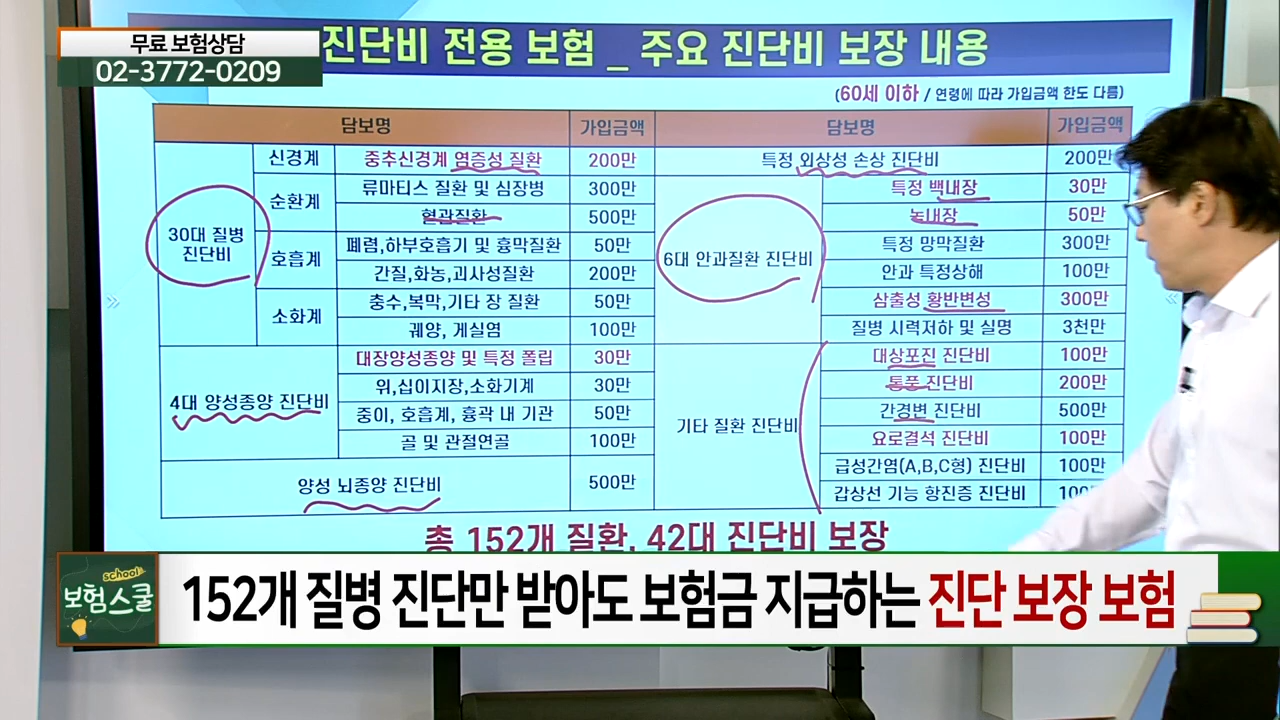 무료 보험상담
02-3772-0209
진단비 전용 보험 _ 주요 진단비 보장 내용
(60세 이하 / 연령에 따라 가입금액 한도 다름)
담보명 가입금액 담보명 가입금액
30대 질병
진단비
신경계 중추신경계 염증성 질환 200만
순환계 류마티스 질환 및 심장병 300만
혈관질환 500만
호흡계 폐렴,하부호흡기 및 흉막질환 50만
간질,화농,괴사성질환 200만
소화계 충수,복막,기타 장 질환 50만
궤양, 게실염 100만
4대 양성종양 진단비
대장양성종양 및 특정 폴립 30만
위,십이지장,소화기계 30만
중이, 호흡계, 흉곽 내 기관 50만
골 및 관절연골 100만
양성 뇌종양 진단비 500만
특정 외상성 손상 진단비 200만
6대 안과질환 진단비
특정 백내장 30만
녹내장 50만
특정 망막질환 300만
안과 특정상해 100만
삼출성 황반변성 300만
질병 시력저하 및 실명 3천만
기타 질환 진단비
대상포진 진단비 100만
통풍 진단비 200만
간경변 진단비 500만
요로결석 진단비 100만
급성간염(A,B,C형) 진단비 100만
갑상선 기능 항진증 진단비
총 152개 질환, 42대 진단비 보장
school
보험스쿨
152개 질병 진단만 받아도 보험금 지급하는 진단 보장 보험